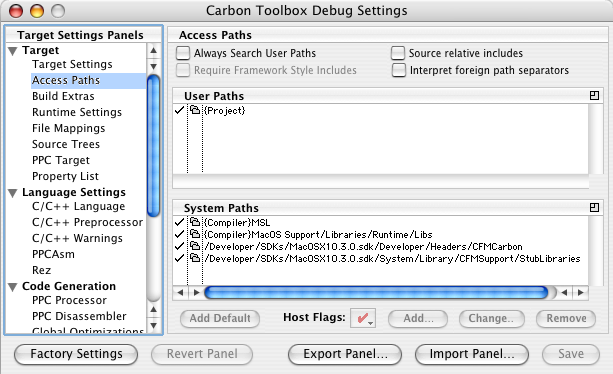 Carbon Toolbox Debug Settings
Target Settings Panels
Target
Target Settings
Access Paths
Build Extras
Runtime Settings
File Mappings
Source Trees
PPC Target
Property List
Language Settings
C/C++ Language
C/C++ Preprocessor
C/C++ Warnings
PPCAsm
Rez
Code Generation
PPC Processor
PPC Disassembler
Global Optimizations
Access Paths
Always Search User Paths
Source relative includes
Require Framework Style Includes
Interpret foreign path separators
User Paths
{Project}
System Paths
{Compiler}MSL
{Compiler}MacOS Support/Libraries/Runtime/Libs
/Developer/SDKs/MacOSX10.3.0.sdk/Developer/Headers/CFMCarbon
/Developer/SDKs/MacOSX10.3.0.sdk/System/Library/CFMSupport/StubLibraries
Add Default
Host Flags:
Add...
Change..
Remove
Factory Settings
Revert Panel
Export Panel...
Import Panel...
Save